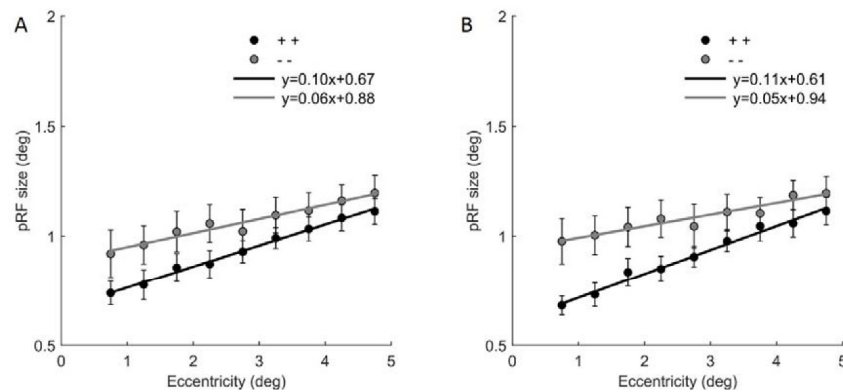 A
2
1.5
1
0.5
pRF size (deg)
+ +
- -
y=0.10x+0.67
y=0.06x+0.88
0 1 2 3 4 5
Eccentricity (deg)
B
2
1.5
1
0.5
pRF size (deg)
+ +
- -
y=0.11x+0.61
y=0.05x+0.94
0 1 2 3 4 5
Eccentricity (deg)